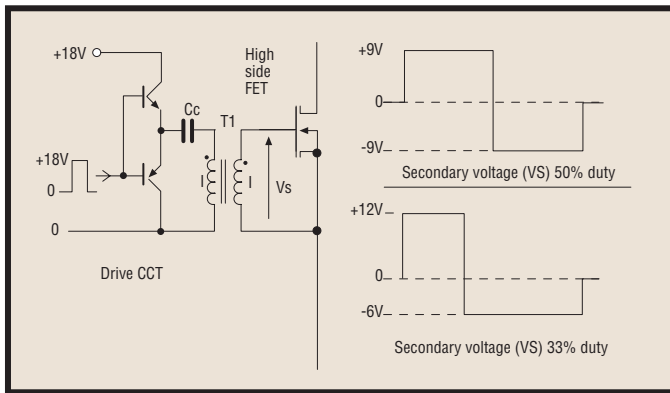 +18V
High
side
FET
Cc
T1
+18V
0
I
I
Vs
0
Drive CCT
+9V
0
-9V
Secondary voltage (VS) 50% duty
+12V
0
-6V
Secondary voltage (VS) 33% duty